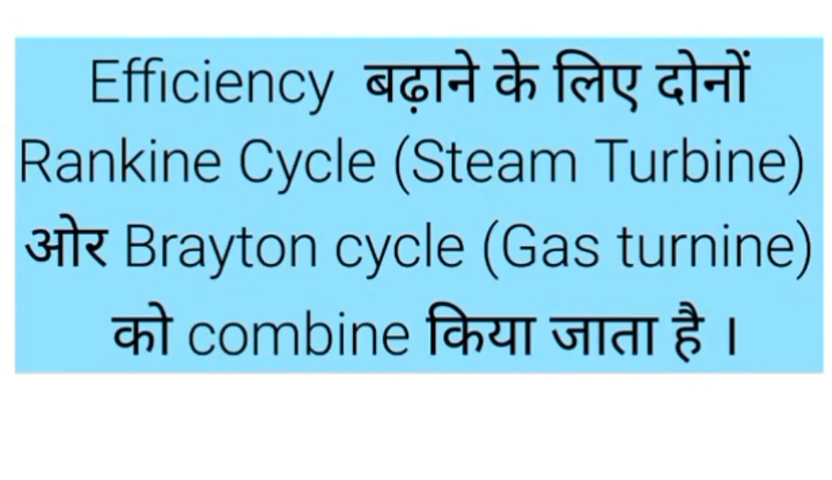 Efficiency बढ़ाने के लिए दोनों
Rankine Cycle (Steam Turbine)
ओर Brayton cycle (Gas turnine)
को combine किया जाता है ।